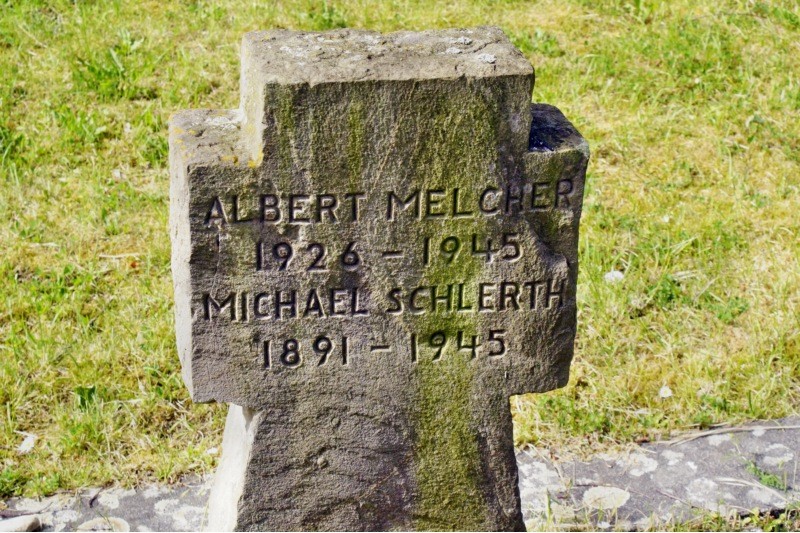 ALBERT MELCHER
1926 – 1945
MICHAEL SCHLERTH
1891 – 1945